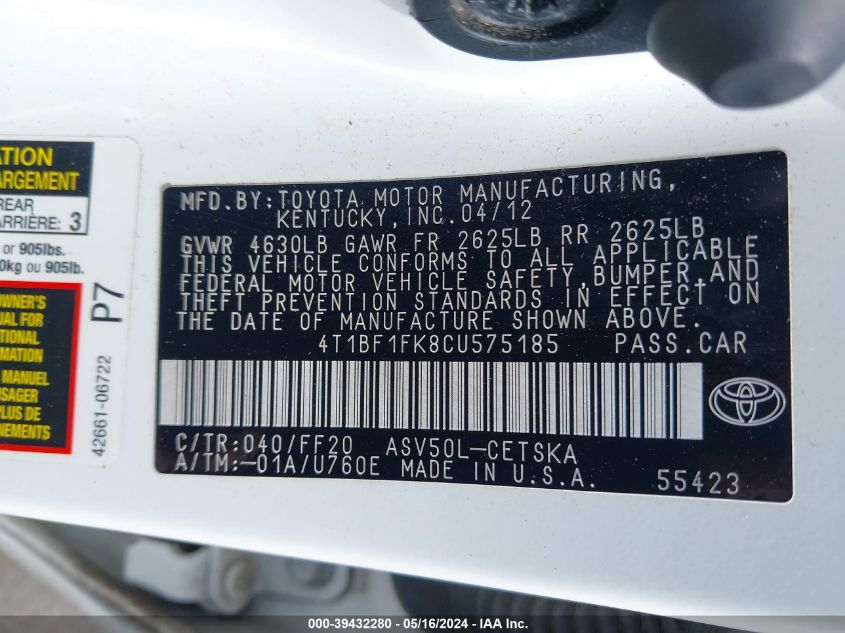 ATION
ARGEMENT
REAR
ARRIÈRE: 3
or 905lbs.
0kg ou 905lb.
OWNER'S
UAL FOR
TIONAL
MATION
MANUEL
USAGER
PLUS DE
GNEMENTS
P7
42661-06722
MFD.BY:TOYOTA MOTOR MANUFACTURING,
KENTUCKY, INC. 04/12
GVWR 4630LB GAWR FR 2625LB RR 2625LB
THIS VEHICLE CONFORMS TO ALL APPLICABLE
FEDERAL MOTOR VEHICLE SAFETY,BUMPER,AND
THEFT PREVENTION STANDARDS IN EFFECT ON
THE DATE OF MANUFACTURE SHOWN ABOVE.
4T1BF1FK8CU575185 PASS.CAR
C/TR:040/FF20 ASV50L-CETSKA
A/TM:-01A/U760E MADE IN U.S.A.
55423
000-39432280 - 05/16/2024 - IAA Inc.